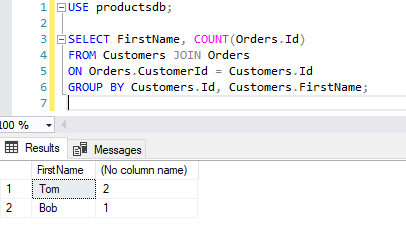 1 USE productsdb;
2
3 SELECT FirstName, COUNT(Orders.Id)
4 FROM Customers JOIN Orders
5 ON Orders.CustomerId = Customers.Id
6 GROUP BY Customers.Id, Customers.FirstName;
7
100 %
Results Messages
FirstName (No column name)
1 Tom 2
2 Bob 1